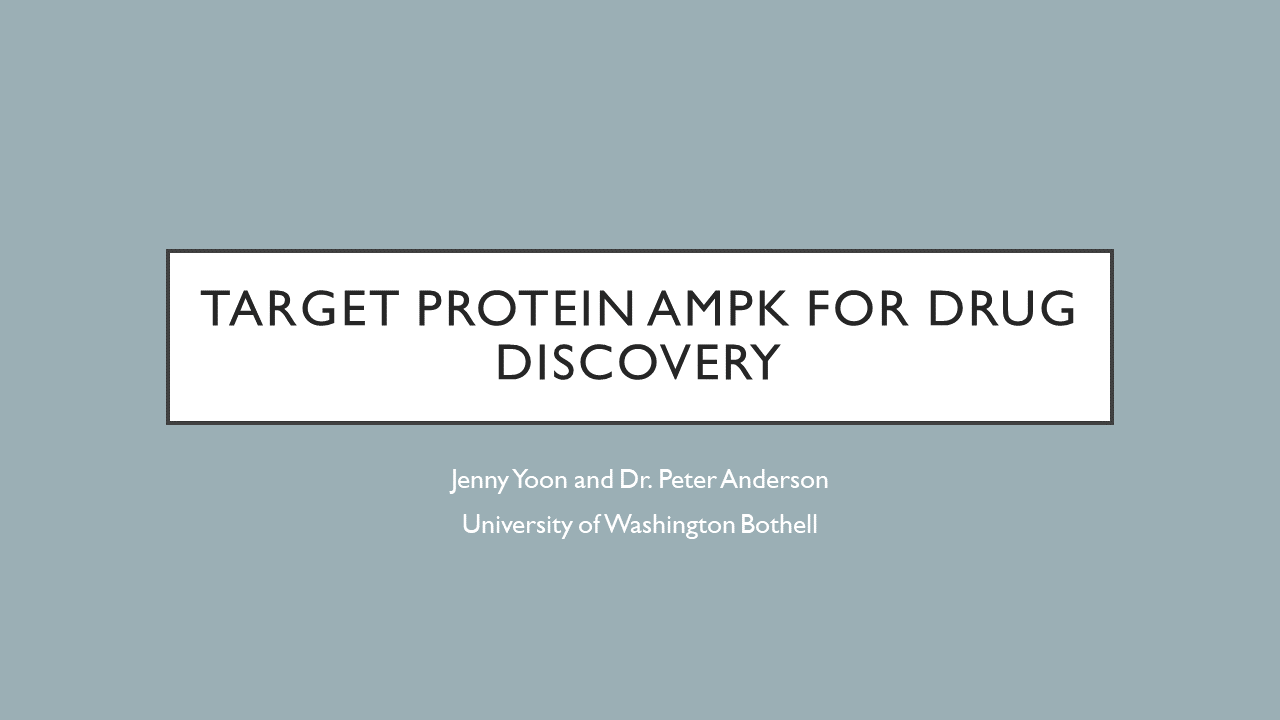 TARGET PROTEIN AMPK FOR DRUG
DISCOVERY
Jenny Yoon and Dr. Peter Anderson
University of Washington Bothell